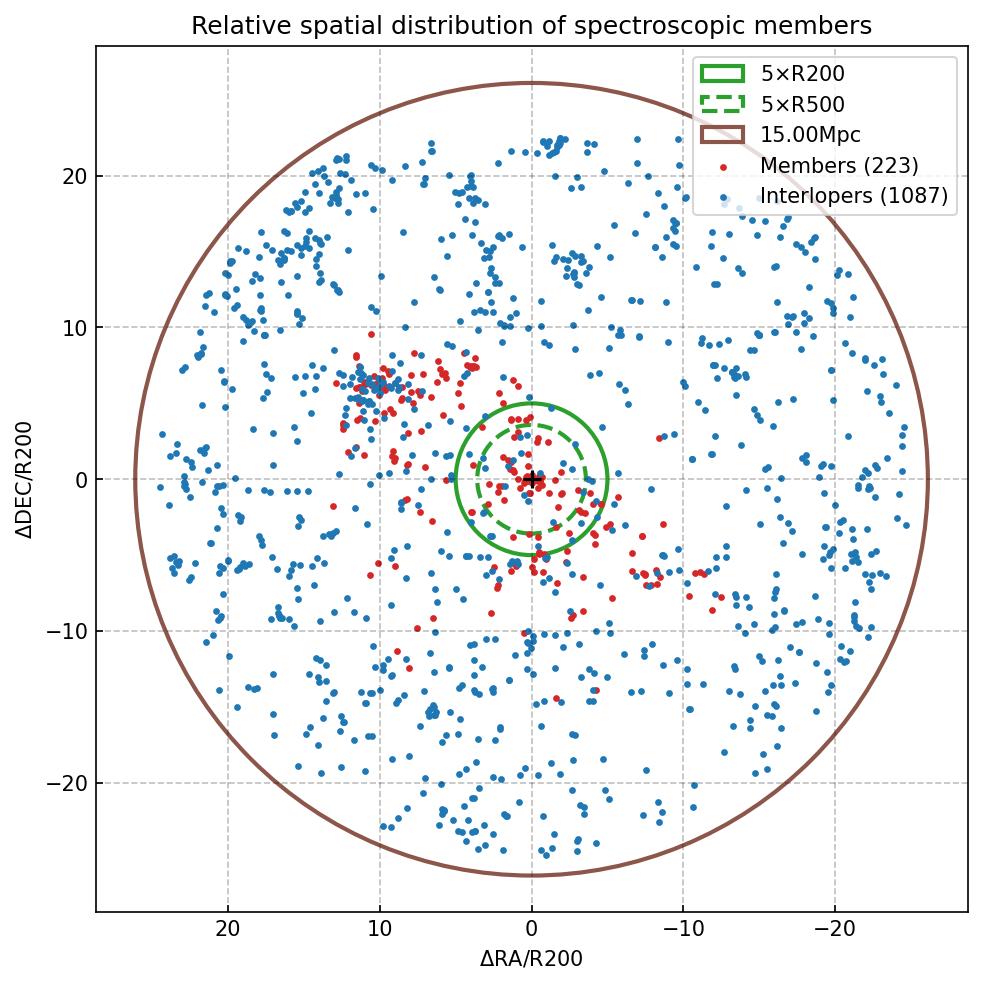 Relative spatial distribution of spectroscopic members
5×R200
5×R500
15.00Mpc
Members (223)
Interlopers (1087)
ΔDEC/R200
20
10
0
−10
−20
20
10
0
−10
−20
ΔRA/R200